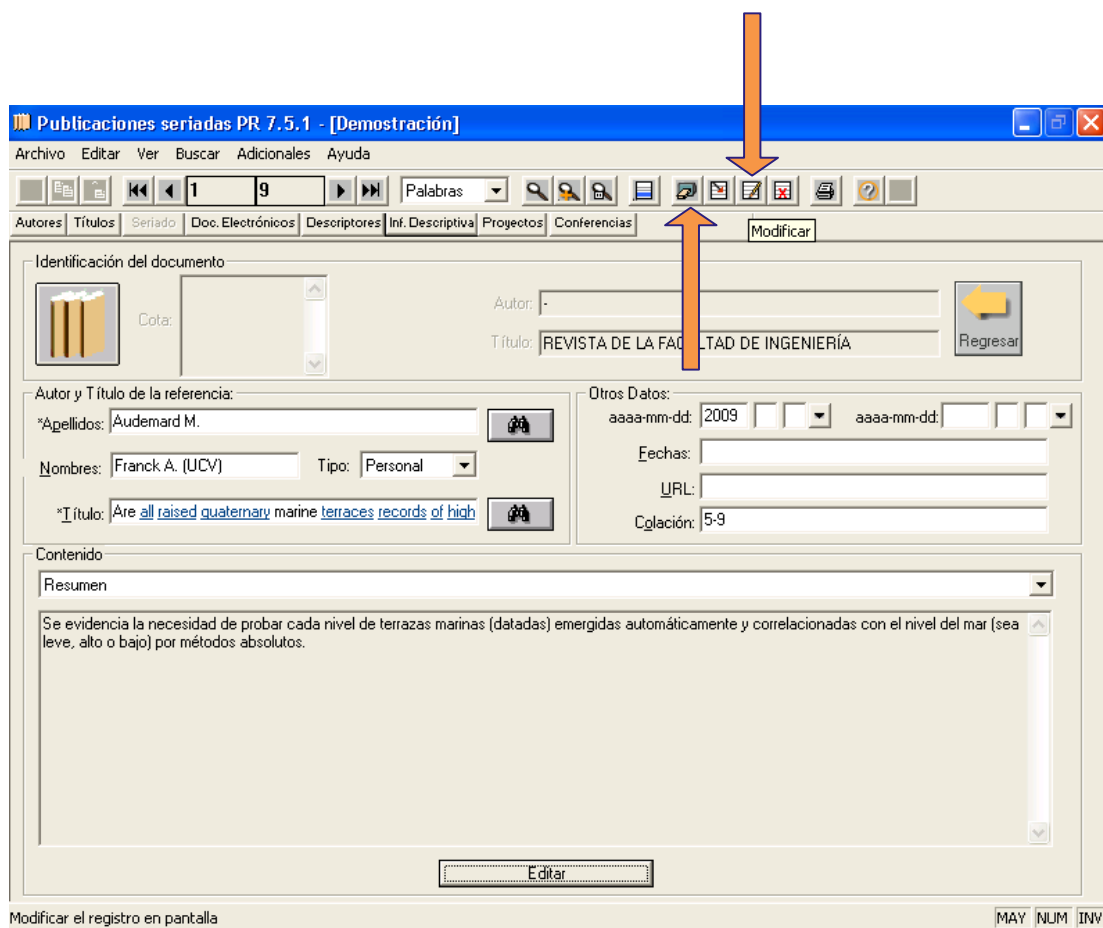 Publicaciones seriadas PR 7.5.1 - [Demostración]
Archivo Editar Ver Buscar Adicionales Ayuda
1 9 Palabras
Autores Títulos Seriado Doc. Electrónicos Descriptores Inf. Descriptiva Proyectos Conferencias
Modificar
Identificación del documento
Cota:
Autor: -
Título: REVISTA DE LA FACULTAD DE INGENIERÍA
Regresar
Autor y Título de la referencia:
*Apellidos: Audemard M.
Nombres: Franck A. (UCV) Tipo: Personal
*Título: Are all raised quaternary marine terraces records of high
Otros Datos:
aaaa-mm-dd: 2009 aaaa-mm-dd:
Fechas:
URL:
Colación: 5-9
Contenido
Resumen
Se evidencia la necesidad de probar cada nivel de terrazas marinas (datadas) emergidas automáticamente y correlacionadas con el nivel del mar (sea
leve, alto o bajo) por métodos absolutos.
Editar
Modificar el registro en pantalla MAY NUM INV